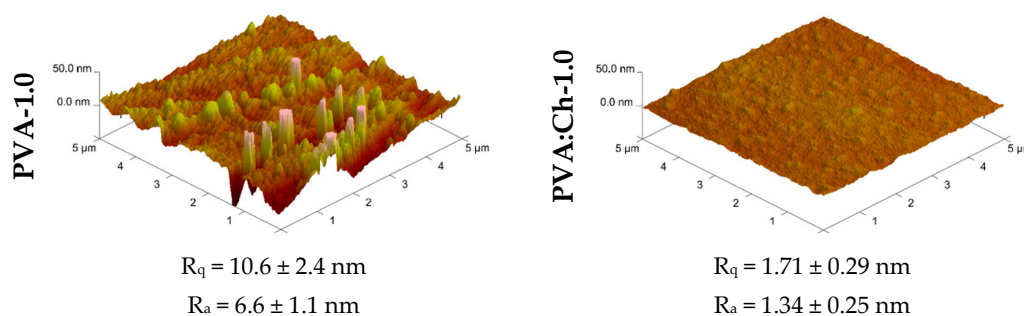 PVA-1.0
50.0 nm
0.0 nm
5 µm
4
3
2
1
1
2
3
4
5 µm
Rq = 10.6 ± 2.4 nm
Ra = 6.6 ± 1.1 nm
PVA:Ch-1.0
50.0 nm
0.0 nm
5 µm
4
3
2
1
1
2
3
4
5 µm
Rq = 1.71 ± 0.29 nm
Ra = 1.34 ± 0.25 nm